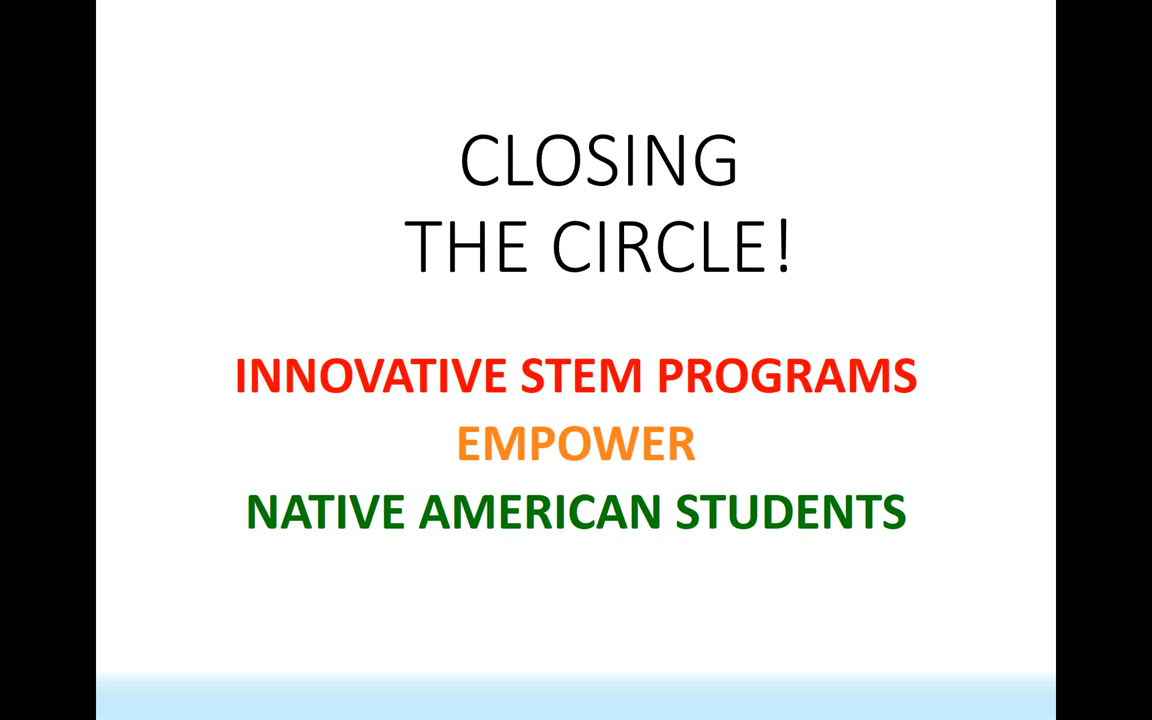 CLOSING
THE CIRCLE!
INNOVATIVE STEM PROGRAMS
EMPOWER
NATIVE AMERICAN STUDENTS